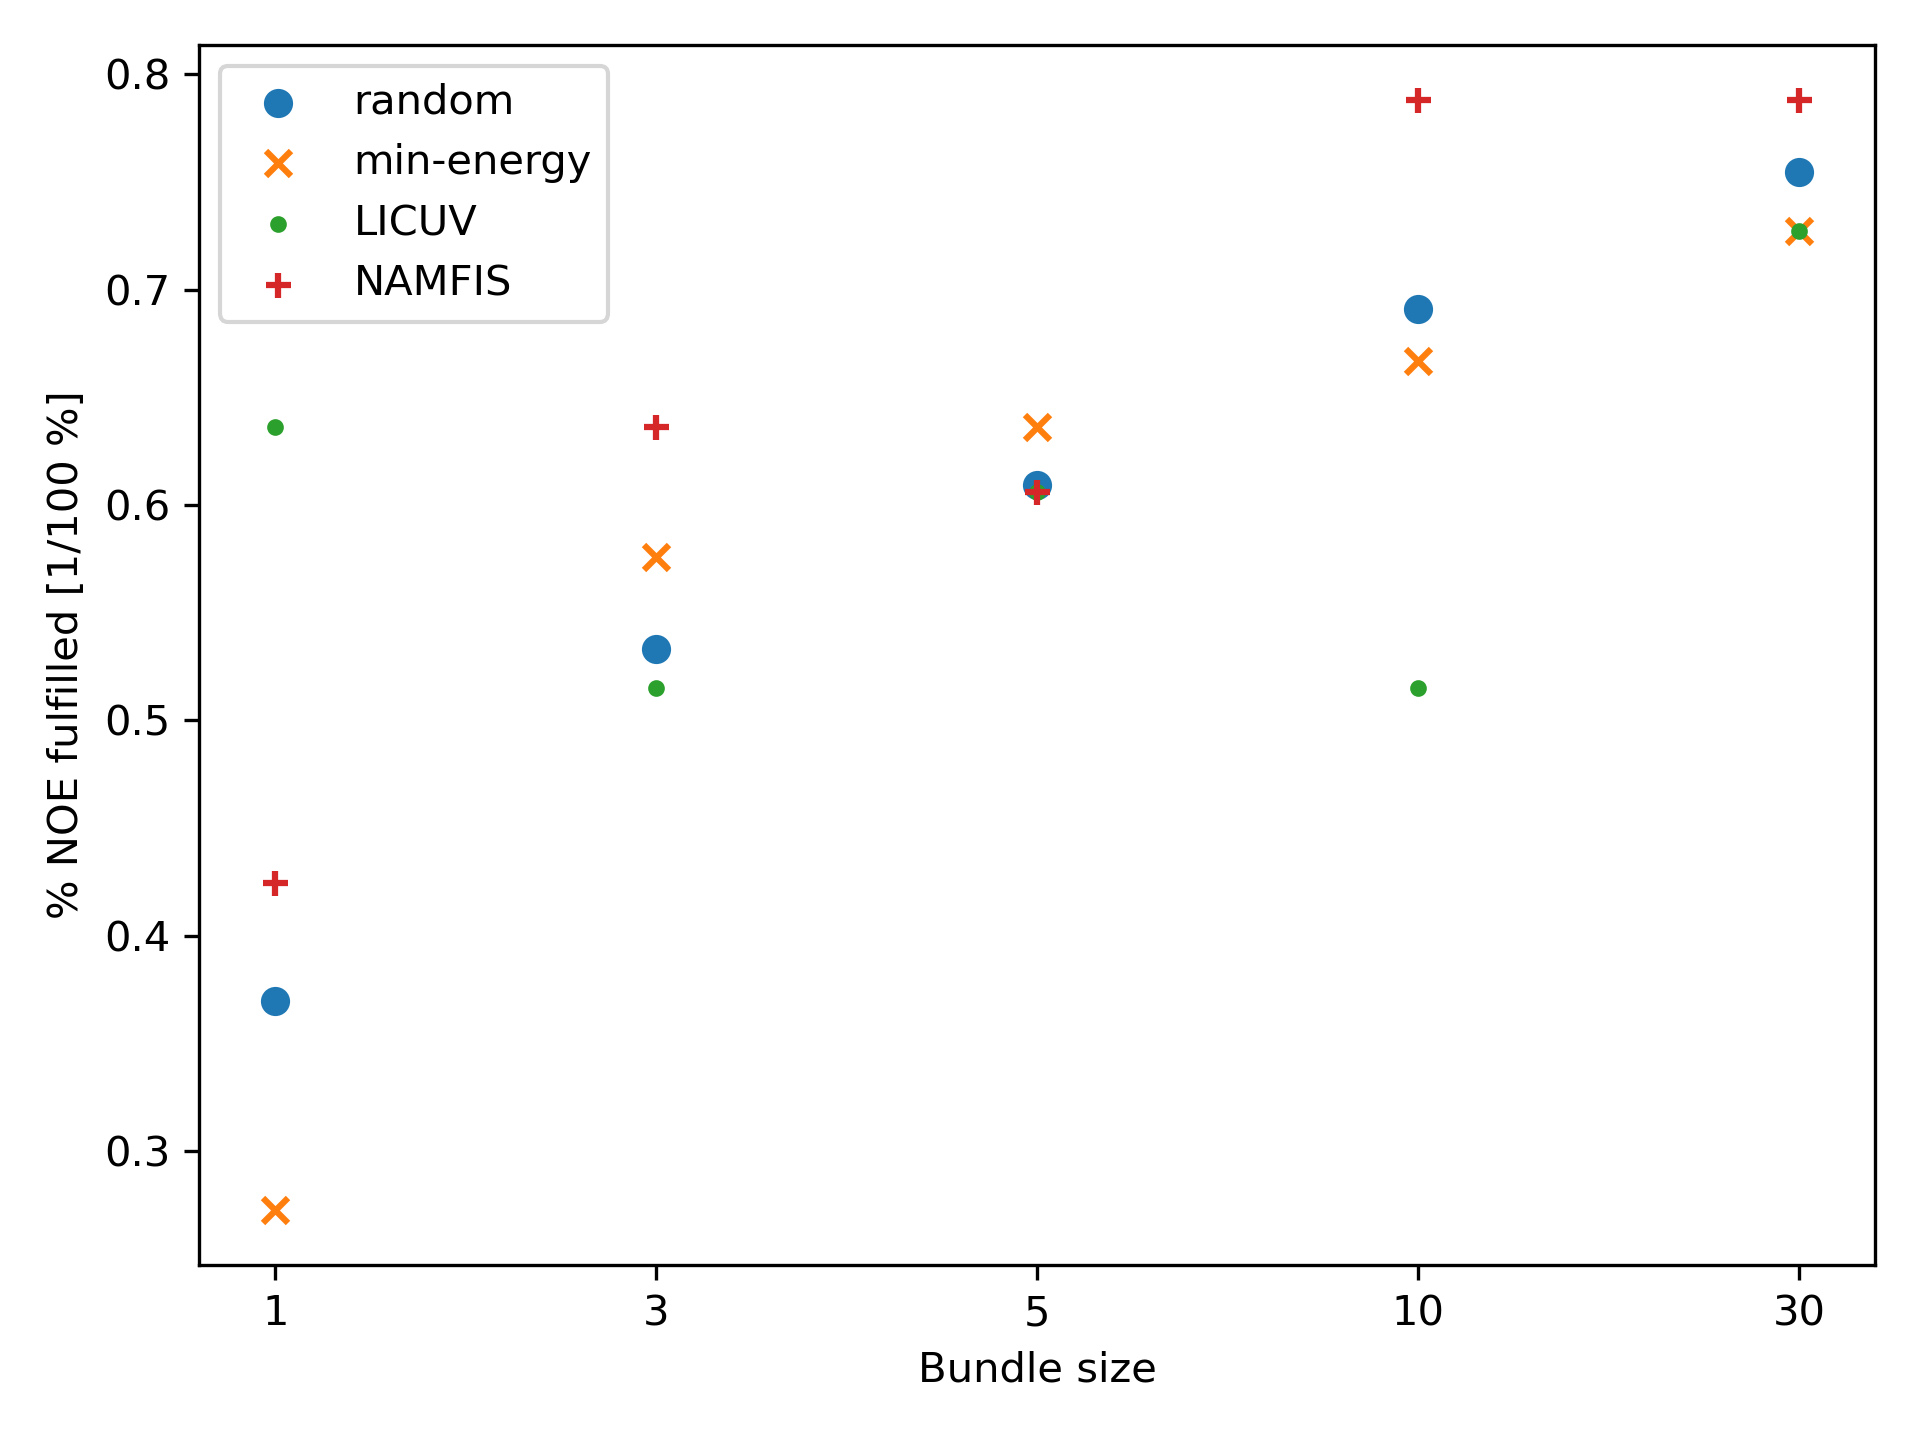 0.8
0.7
0.6
0.5
0.4
0.3
% NOE fulfilled [1/100 %]
random
min-energy
LICUV
NAMFIS
1 3 5 10 30
Bundle size